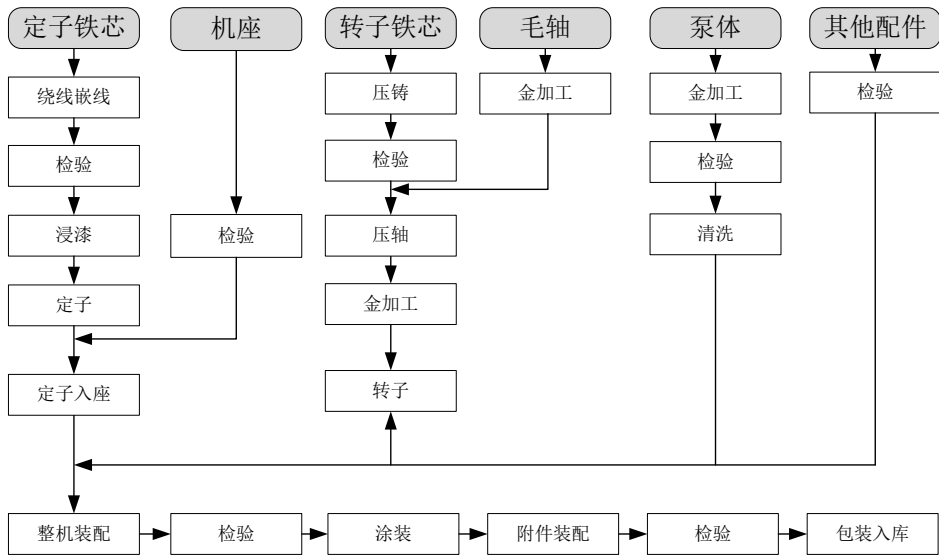 定子铁芯
机座
转子铁芯
毛轴
泵体
其他配件
绕线嵌线
压铸
金加工
金加工
检验
检验
检验
检验
浸漆
检验
压轴
清洗
定子
金加工
定子入座
转子
整机装配
检验
涂装
附件装配
检验
包装入库